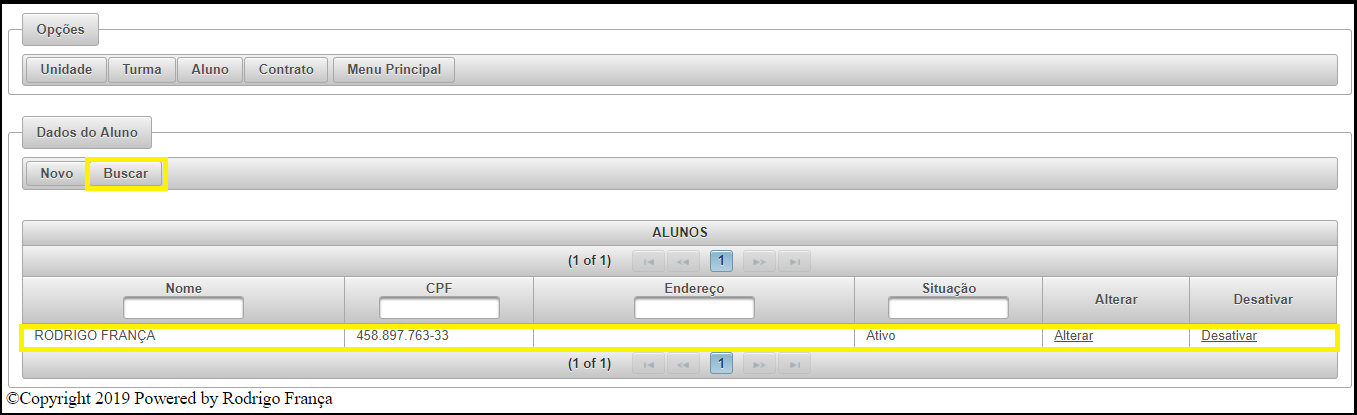 Opções
Unidade Turma Aluno Contrato Menu Principal
Dados do Aluno
Novo Buscar
ALUNOS
(1 of 1) 1
Nome CPF Endereço Situação Alterar Desativar
RODRIGO FRANÇA 458.897.763-33 Ativo Alterar Desativar
(1 of 1) 1
©Copyright 2019 Powered by Rodrigo França